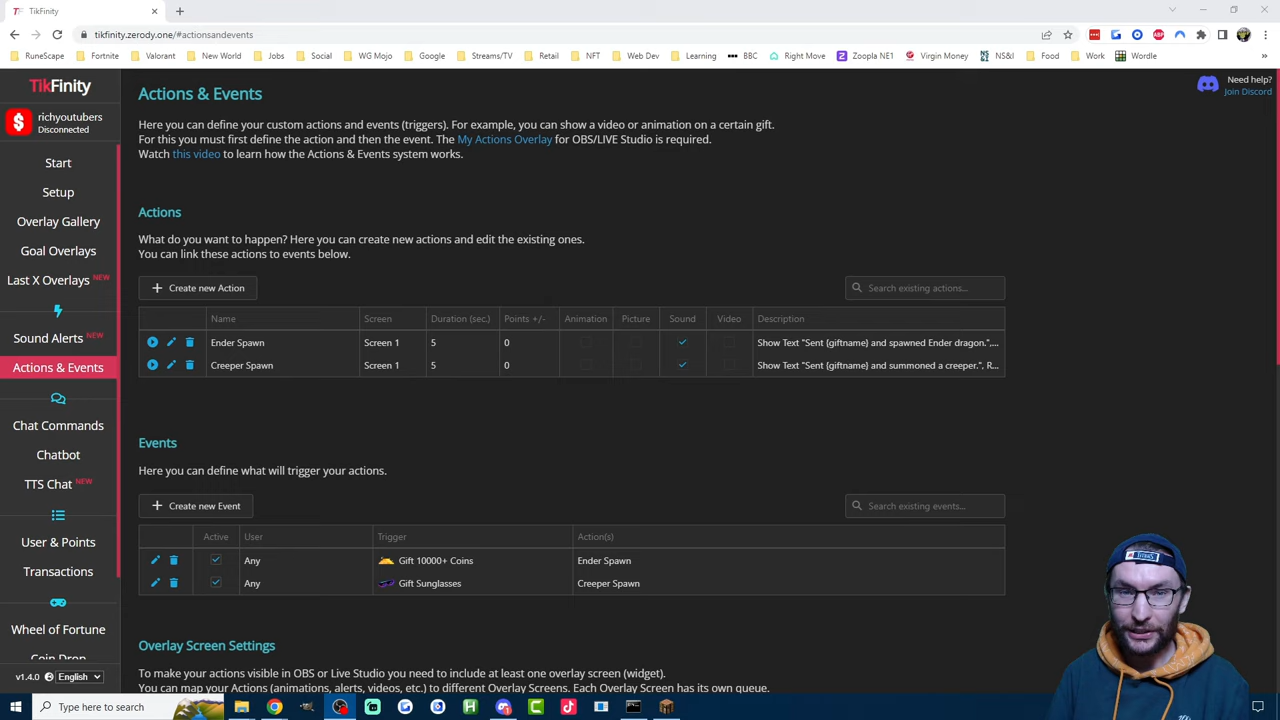 TikFinity
tikfinity.zerody.one/#actionsandevents
RuneScape
Fortnite
Valorant
New World
Jobs
Social
WG Mojo
Google
Streams/TV
Retail
NFT
Web Dev
Learning
BBC
Right Move
Zoopla NE1
Virgin Money
NS&I
Food
Work
Wordle
TikFinity
richyoutubers
Disconnected
Start
Setup
Overlay Gallery
Goal Overlays
Last X Overlays NEW
Sound Alerts NEW
Actions & Events
Chat Commands
Chatbot
TTS Chat NEW
User & Points
Transactions
Wheel of Fortune
Coin Drop
v1.4.0 English
Need help?
Join Discord
Actions & Events
Here you can define your custom actions and events (triggers). For example, you can show a video or animation on a certain gift.
For this you must first define the action and then the event. The My Actions Overlay for OBS/LIVE Studio is required.
Watch this video to learn how the Actions & Events system works.
Actions
What do you want to happen? Here you can create new actions and edit the existing ones.
You can link these actions to events below.
Create new Action
Search existing actions...
Name Screen Duration (sec.) Points +/- Animation Picture Sound Video Description
Ender Spawn Screen 1 5 0 Show Text "Sent {giftname} and spawned Ender dragon.",...
Creeper Spawn Screen 1 5 0 Show Text "Sent {giftname} and summoned a creeper.", R...
Events
Here you can define what will trigger your actions.
Create new Event
Search existing events...
Active User Trigger Action(s)
Any Gift 10000+ Coins Ender Spawn
Any Gift Sunglasses Creeper Spawn
Overlay Screen Settings
To make your actions visible in OBS or Live Studio you need to include at least one overlay screen (widget).
You can map your Actions (animations, alerts, videos, etc.) to different Overlay Screens. Each Overlay Screen has its own queue.
Type here to search